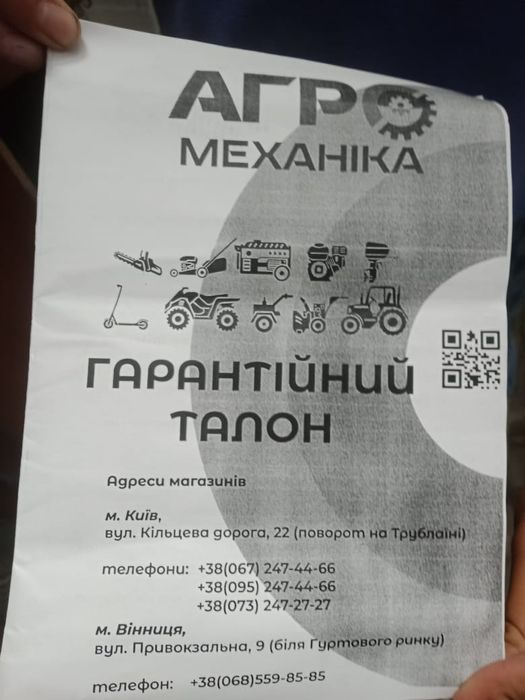 АГРО
МЕХАНІКА
ГАРАНТІЙНИЙ
ТАЛОН
Адреси магазинів
м. Київ,
вул. Кільцева дорога, 22 (поворот на Трублаїні)
телефони: +38(067) 247-44-66
+38(095) 247-44-66
+38(073) 247-27-27
м. Вінниця,
вул. Привокзальна, 9 (біля Гуртового ринку)
телефон: +38(068)559-85-85